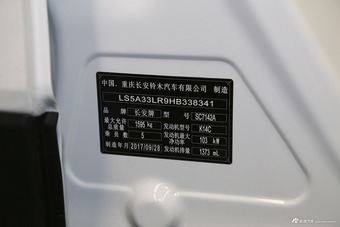 中国．重庆长安铃木汽车有限公司 制造
LS5A33LR9HB338341
品牌 长安牌 型号 SC7142A
最大允许总质量 1695 kg 发动机型号 K14C
乘员数 5 发动机最大净功率 103 kW
制造年月 2017/09/28 发动机排量 1373 mL